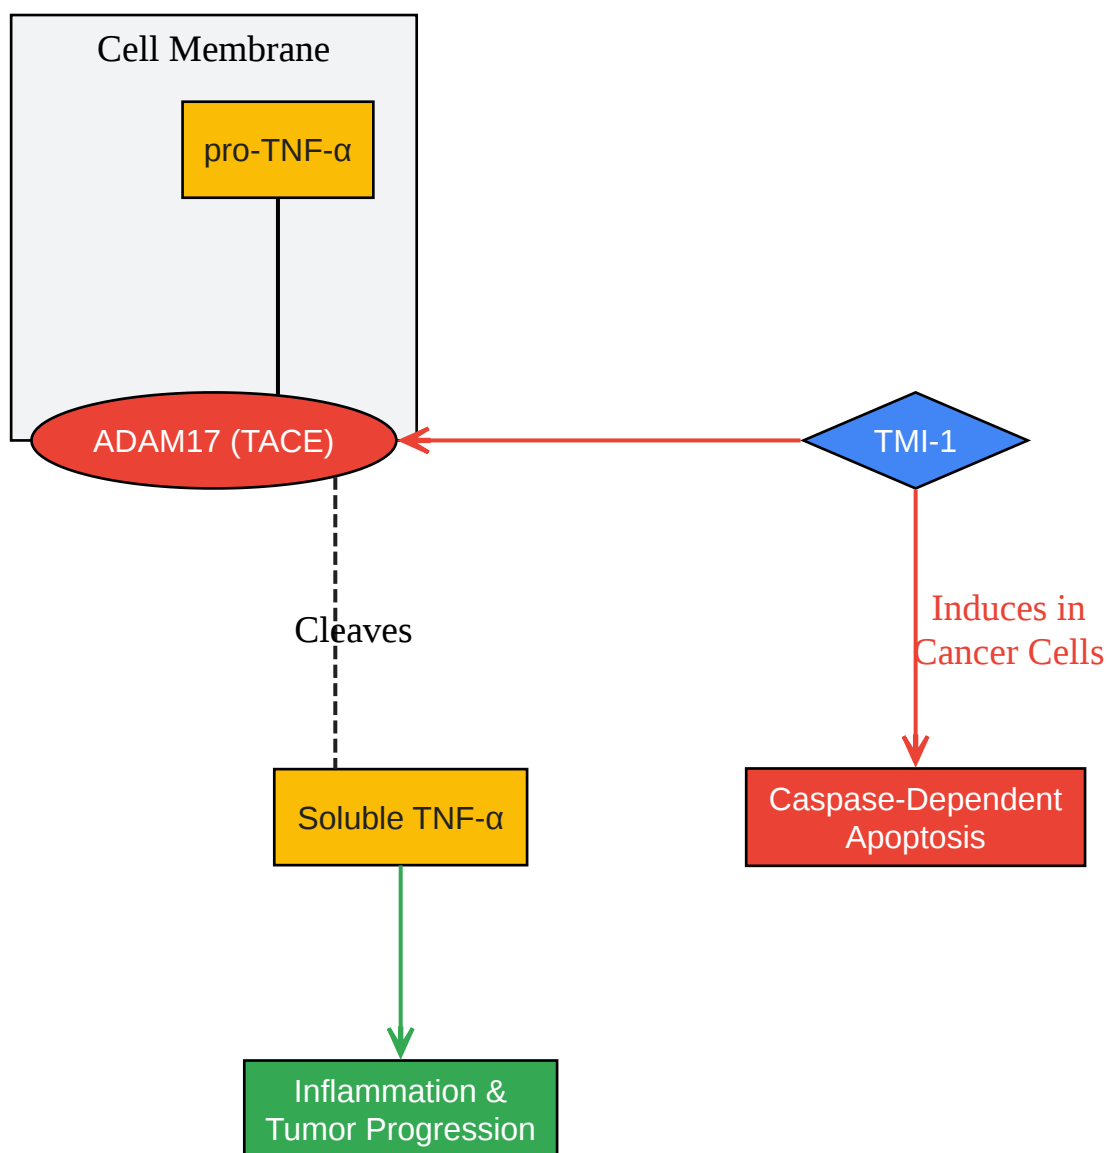 Cell Membrane
pro-TNF-α
ADAM17 (TACE)
TMI-1
Cleaves
Induces in
Cancer Cells
Soluble TNF-α
Caspase-Dependent
Apoptosis
Inflammation &
Tumor Progression